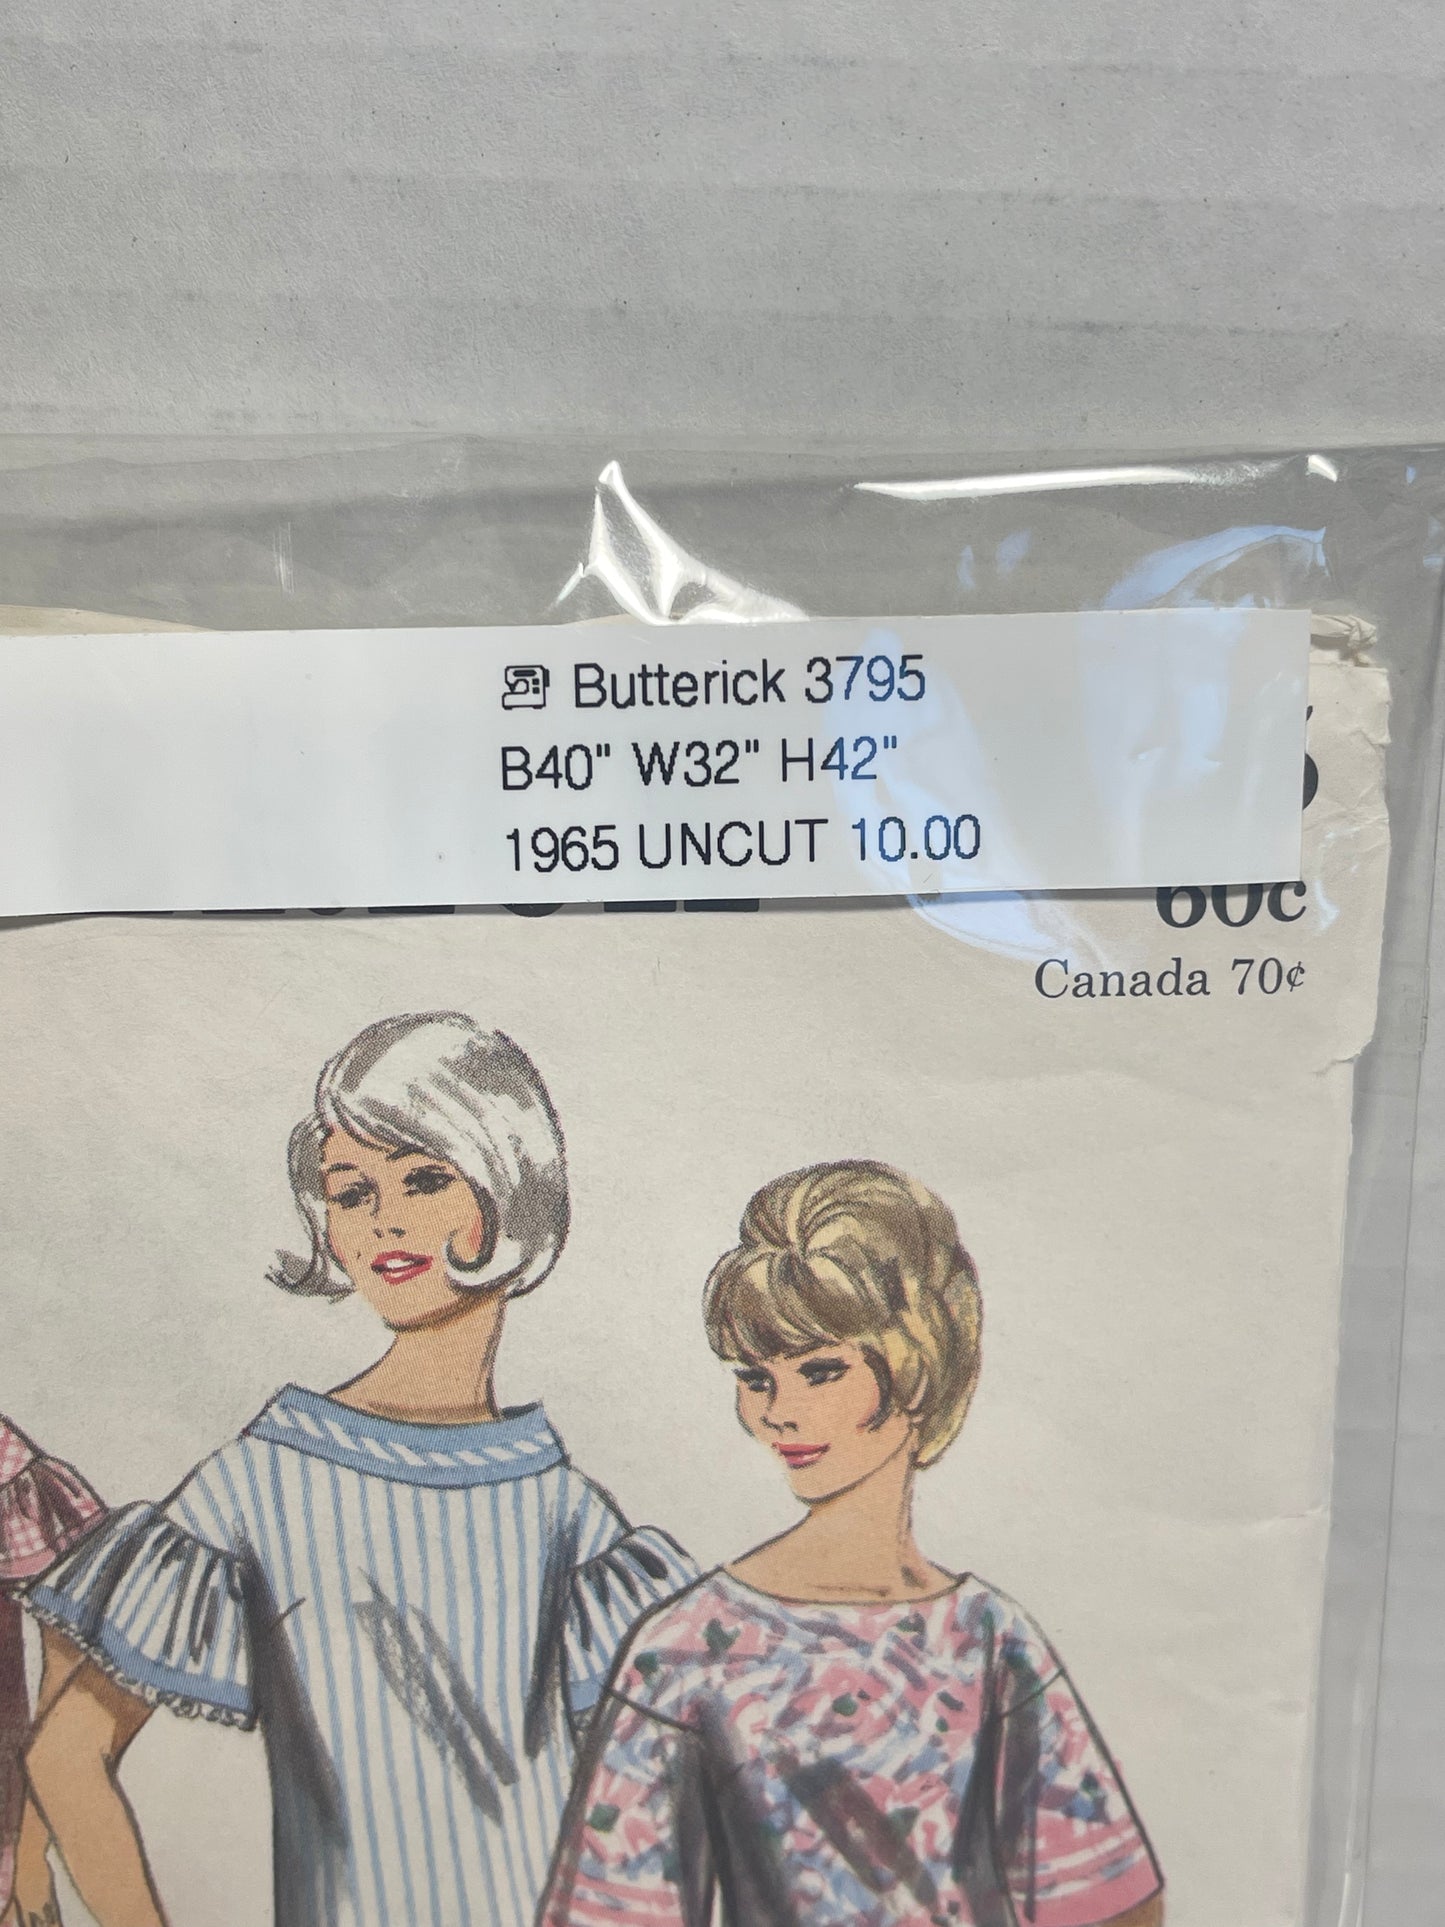 Butterick 3795
B40" W32" H42"
1965 UNCUT 10.00
60¢
Canada 70¢